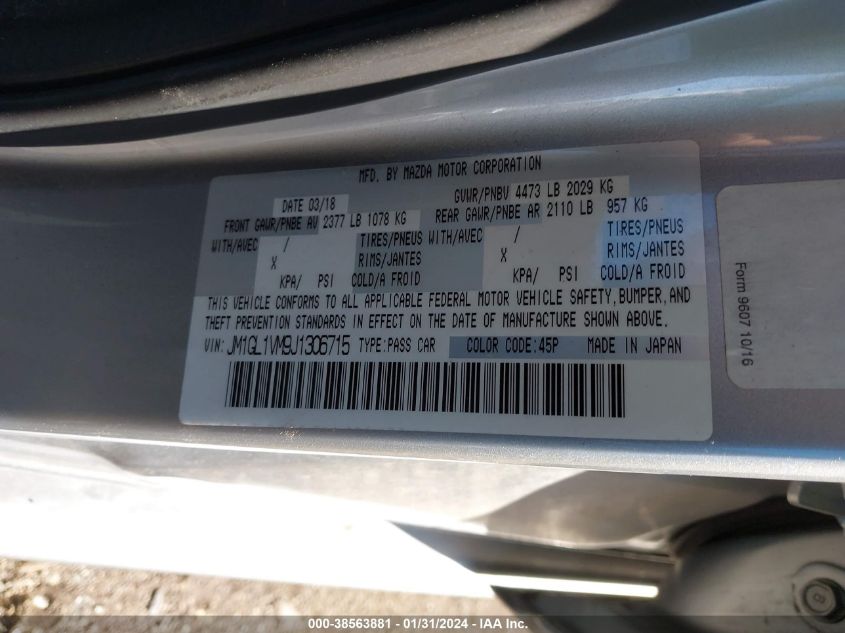 MFD. BY MAZDA MOTOR CORPORATION
DATE 03/18 GVWR/PNBV 4473 LB 2029 KG
FRONT GAWR/PNBE AV 2377 LB 1078 KG REAR GAWR/PNBE AR 2110 LB 957 KG
WITH/AVEC / TIRES/PNEUS WITH/AVEC / TIRES/PNEUS
X RIMS/JANTES X RIMS/JANTES
KPA/ PSI COLD/A FROID KPA/ PSI COLD/A FROID
THIS VEHICLE CONFORMS TO ALL APPLICABLE FEDERAL MOTOR VEHICLE SAFETY, BUMPER, AND
THEFT PREVENTION STANDARDS IN EFFECT ON THE DATE OF MANUFACTURE SHOWN ABOVE.
VIN: JM1GL1VM9J1306715 TYPE: PASS CAR COLOR CODE: 45P MADE IN JAPAN
Form 9607 10/16
8
000-38563881 — 01/31/2024 — IAA Inc.